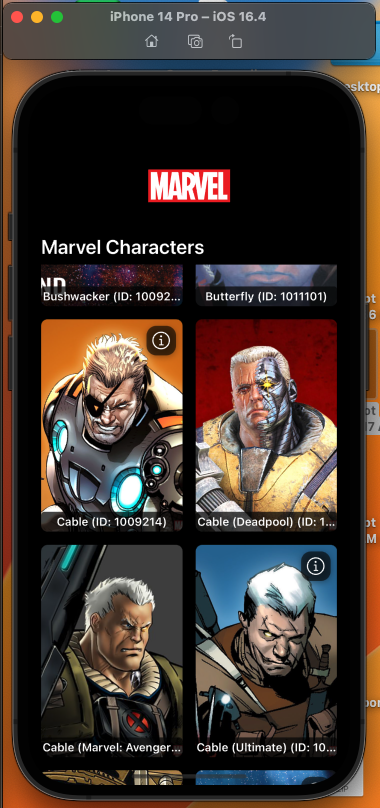 iPhone 14 Pro – iOS 16.4
MARVEL
Marvel Characters
Bushwacker (ID: 10092...
Butterfly (ID: 1011101)
Cable (ID: 1009214)
Cable (Deadpool) (ID: 1...
Cable (Marvel: Avenger...
Cable (Ultimate) (ID: 10...